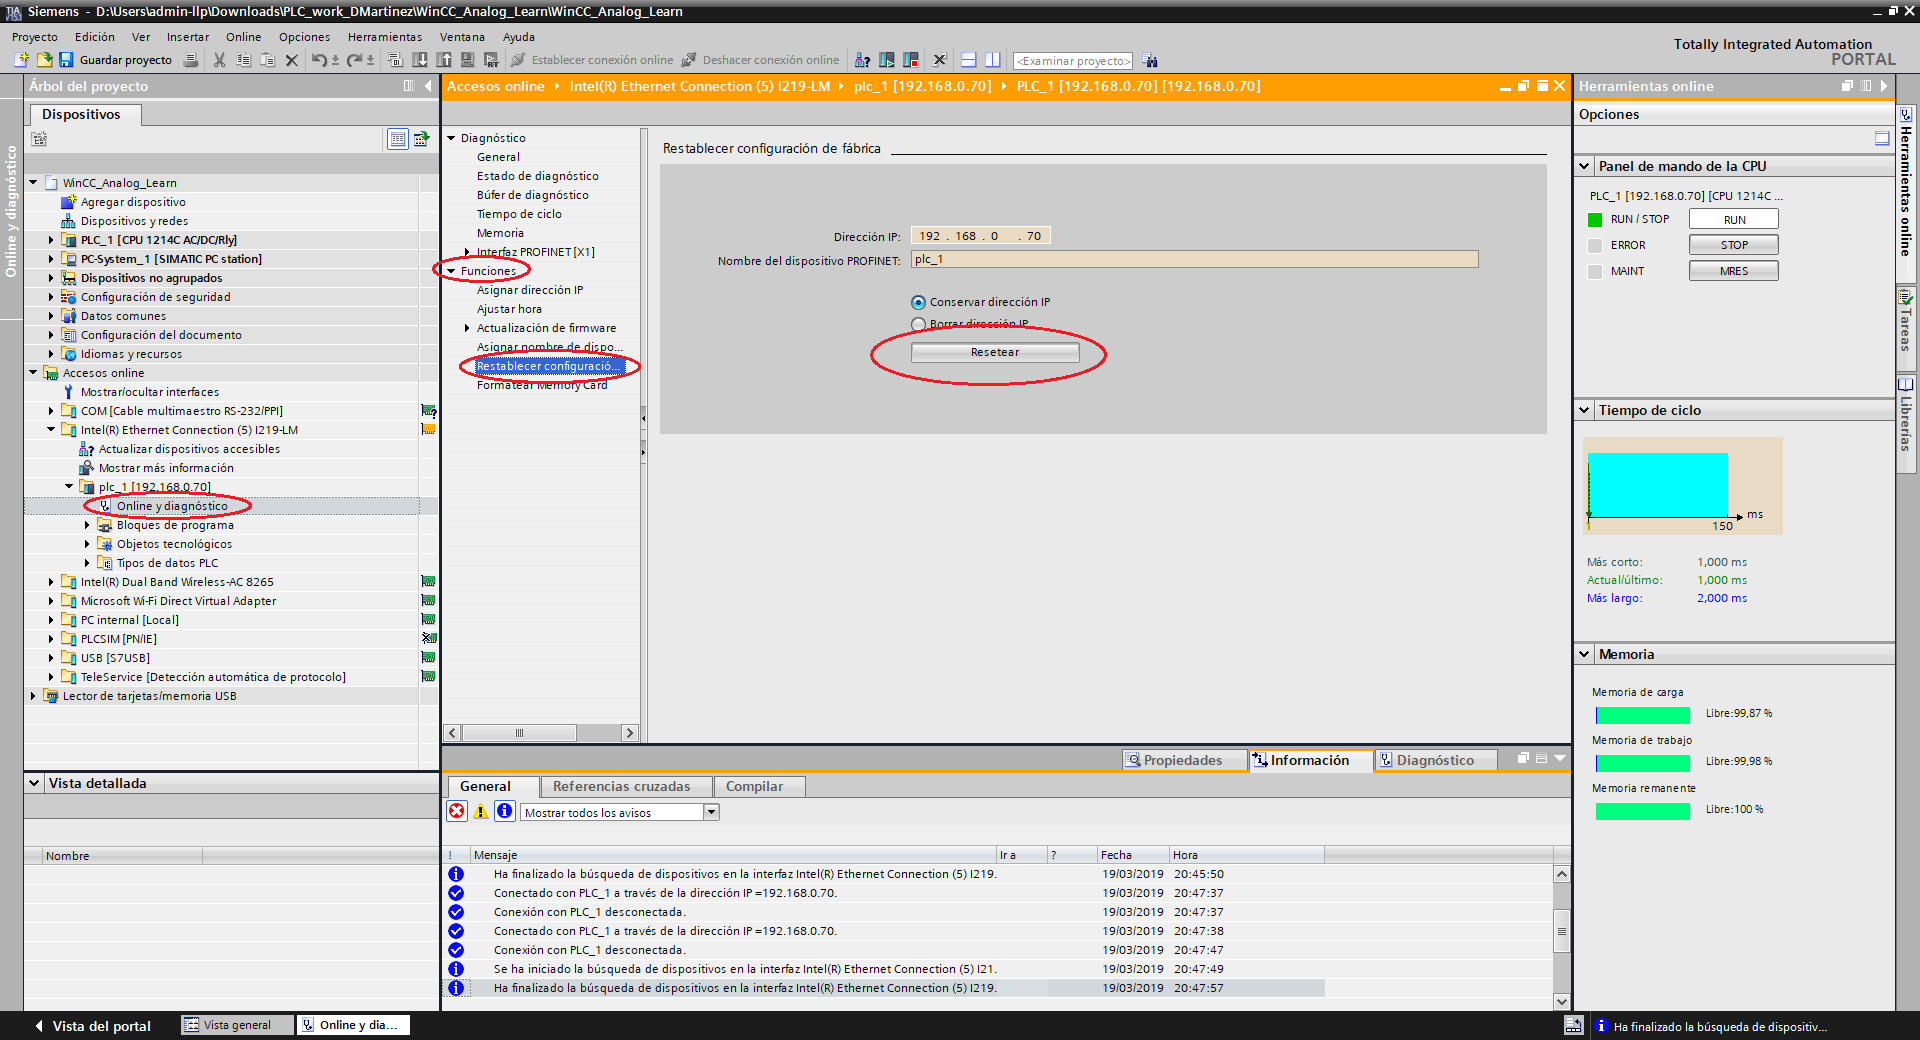 Siemens - D:\Users\admin-llp\Downloads\PLC_work_DMartinez\WinCC_Analog_Learn\WinCC_Analog_Learn
Proyecto Edición Ver Insertar Online Opciones Herramientas Ventana Ayuda
Guardar proyecto Establecer conexión online Deshacer conexión online <Examinar proyecto>
Totally Integrated Automation
PORTAL
Árbol del proyecto
Dispositivos
Online y diagnóstico
WinCC_Analog_Learn
Agregar dispositivo
Dispositivos y redes
PLC_1 [CPU 1214C AC/DC/Rly]
PC-System_1 [SIMATIC PC station]
Dispositivos no agrupados
Configuración de seguridad
Datos comunes
Configuración del documento
Idiomas y recursos
Accesos online
Mostrar/ocultar interfaces
COM [Cable multimaestro RS-232/PPI]
Intel(R) Ethernet Connection (5) I219-LM
Actualizar dispositivos accesibles
Mostrar más información
plc_1 [192.168.0.70]
Online y diagnóstico
Bloques de programa
Objetos tecnológicos
Tipos de datos PLC
Intel(R) Dual Band Wireless-AC 8265
Microsoft Wi-Fi Direct Virtual Adapter
PC internal [Local]
PLCSIM [PN/IE]
USB [S7USB]
TeleService [Detección automática de protocolo]
Lector de tarjetas/memoria USB
Vista detallada
Nombre
Accesos online Intel(R) Ethernet Connection (5) I219-LM plc_1 [192.168.0.70] PLC_1 [192.168.0.70] [192.168.0.70]
Diagnóstico
General
Estado de diagnóstico
Búfer de diagnóstico
Tiempo de ciclo
Memoria
Interfaz PROFINET [X1]
Funciones
Asignar dirección IP
Ajustar hora
Actualización de firmware
Asignar nombre de dispo...
Restablecer configuració...
Formatear Memory Card
Restablecer configuración de fábrica
Dirección IP: 192 . 168 . 0 . 70
Nombre del dispositivo PROFINET: plc_1
Conservar dirección IP
Borrar dirección IP
Resetear
Propiedades Información Diagnóstico
General Referencias cruzadas Compilar
Mostrar todos los avisos
! Mensaje Ir a ? Fecha Hora
Ha finalizado la búsqueda de dispositivos en la interfaz Intel(R) Ethernet Connection (5) I219. 19/03/2019 20:45:50
Conectado con PLC_1 a través de la dirección IP =192.168.0.70. 19/03/2019 20:47:37
Conexión con PLC_1 desconectada. 19/03/2019 20:47:37
Conectado con PLC_1 a través de la dirección IP =192.168.0.70. 19/03/2019 20:47:38
Conexión con PLC_1 desconectada. 19/03/2019 20:47:47
Se ha iniciado la búsqueda de dispositivos en la interfaz Intel(R) Ethernet Connection (5) I21. 19/03/2019 20:47:49
Ha finalizado la búsqueda de dispositivos en la interfaz Intel(R) Ethernet Connection (5) I219. 19/03/2019 20:47:57
Herramientas online
Opciones
Panel de mando de la CPU
PLC_1 [192.168.0.70] [CPU 1214C ...
RUN / STOP RUN
ERROR STOP
MAINT MRES
Tiempo de ciclo
ms
1 150
Más corto: 1,000 ms
Actual/último: 1,000 ms
Más largo: 2,000 ms
Memoria
Memoria de carga
Libre:99,87 %
Memoria de trabajo
Libre:99,98 %
Memoria remanente
Libre:100 %
Herramientas online
Tareas
Librerías
Vista del portal Vista general Online y dia... Ha finalizado la búsqueda de dispositiv...